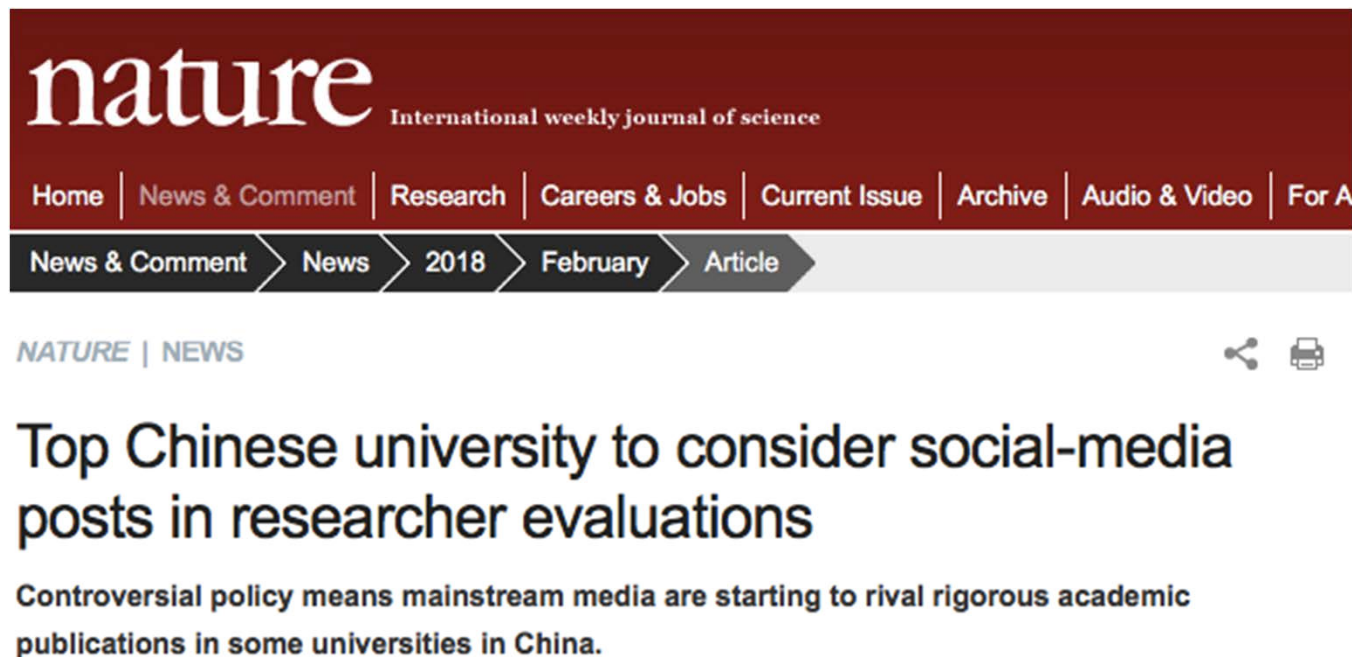 nature International weekly journal of science
Home News & Comment Research Careers & Jobs Current Issue Archive Audio & Video For A
News & Comment News 2018 February Article
NATURE | NEWS
Top Chinese university to consider social-media
posts in researcher evaluations
Controversial policy means mainstream media are starting to rival rigorous academic
publications in some universities in China.